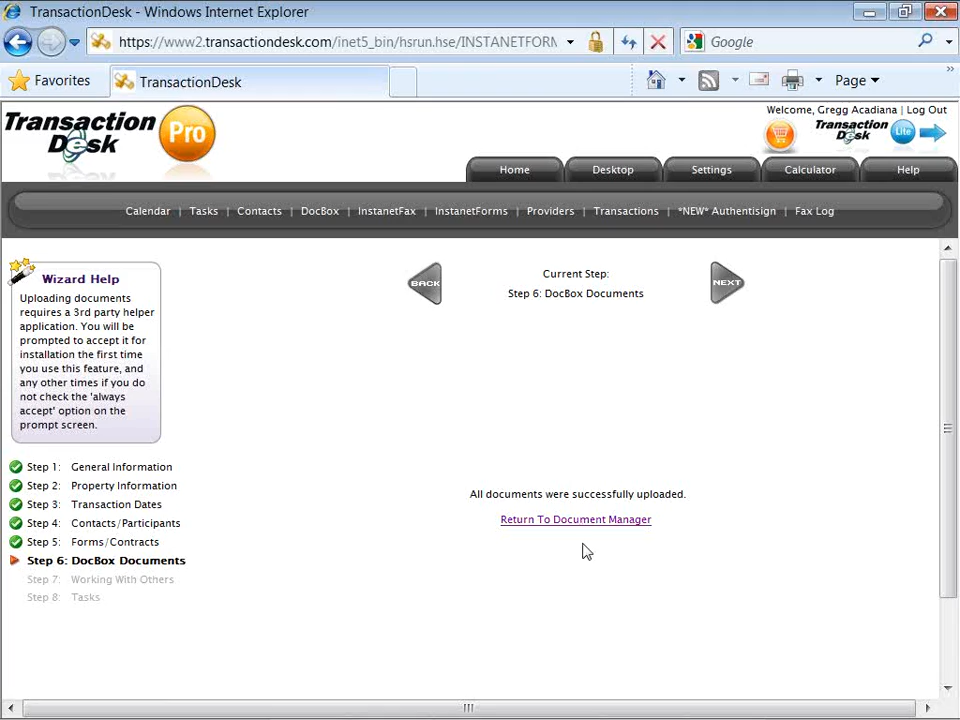 TransactionDesk - Windows Internet Explorer
https://www2.transactiondesk.com/inet5_bin/hsrun.hse/INSTANETFORM
Google
Favorites
TransactionDesk
Page
Welcome, Gregg Acadiana | Log Out
Transaction
Desk
Pro
Transaction
Desk
Lite
Home
Desktop
Settings
Calculator
Help
Calendar | Tasks | Contacts | DocBox | InstanetFax | InstanetForms | Providers | Transactions | *NEW* Authentisign | Fax Log
Wizard Help
Uploading documents
requires a 3rd party helper
application. You will be
prompted to accept it for
installation the first time
you use this feature, and
any other times if you do
not check the 'always
accept' option on the
prompt screen.
BACK
Current Step:
Step 6: DocBox Documents
NEXT
Step 1: General Information
Step 2: Property Information
Step 3: Transaction Dates
Step 4: Contacts/Participants
Step 5: Forms/Contracts
Step 6: DocBox Documents
Step 7: Working With Others
Step 8: Tasks
All documents were successfully uploaded.
Return To Document Manager